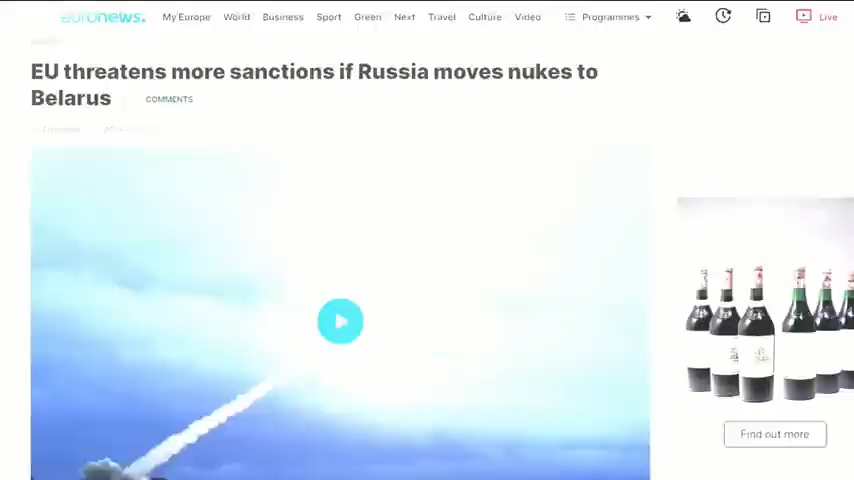 euronews.
My Europe World Business Sport Green Next Travel Culture Video Programmes Live
EU threatens more sanctions if Russia moves nukes to
Belarus COMMENTS
Find out more